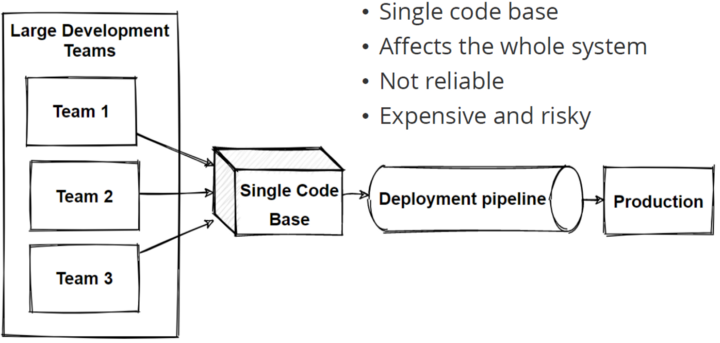 Large Development
Teams
Team 1
Team 2
Team 3
Single Code
Base
Deployment pipeline
Production
• Single code base
• Affects the whole system
• Not reliable
• Expensive and risky